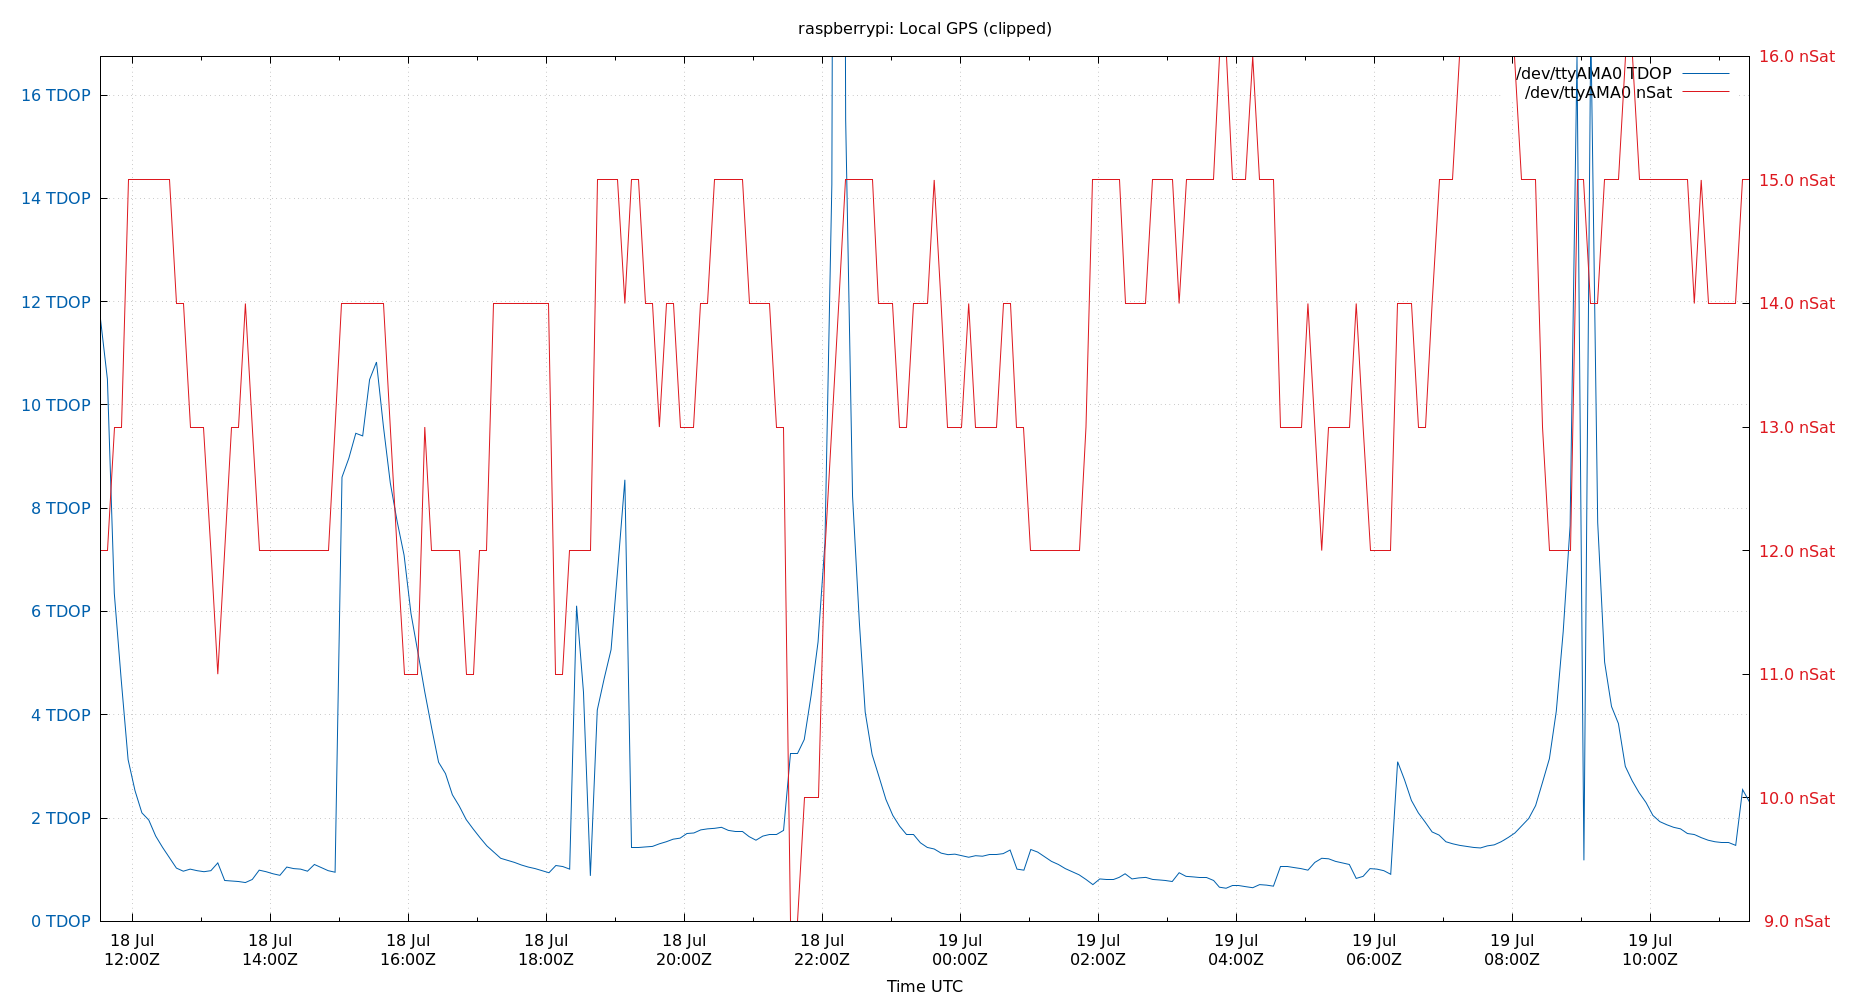 raspberrypi: Local GPS (clipped)
16.0 nSat
/dev/ttyAMA0 TDOP
/dev/ttyAMA0 nSat
16 TDOP
15.0 nSat
14 TDOP
12 TDOP
14.0 nSat
10 TDOP
13.0 nSat
8 TDOP
12.0 nSat
6 TDOP
11.0 nSat
4 TDOP
10.0 nSat
2 TDOP
0 TDOP
9.0 nSat
18 Jul 18 Jul 18 Jul 18 Jul 18 Jul 18 Jul 19 Jul 19 Jul 19 Jul 19 Jul 19 Jul 19 Jul
12:00Z 14:00Z 16:00Z 18:00Z 20:00Z 22:00Z 00:00Z 02:00Z 04:00Z 06:00Z 08:00Z 10:00Z
Time UTC